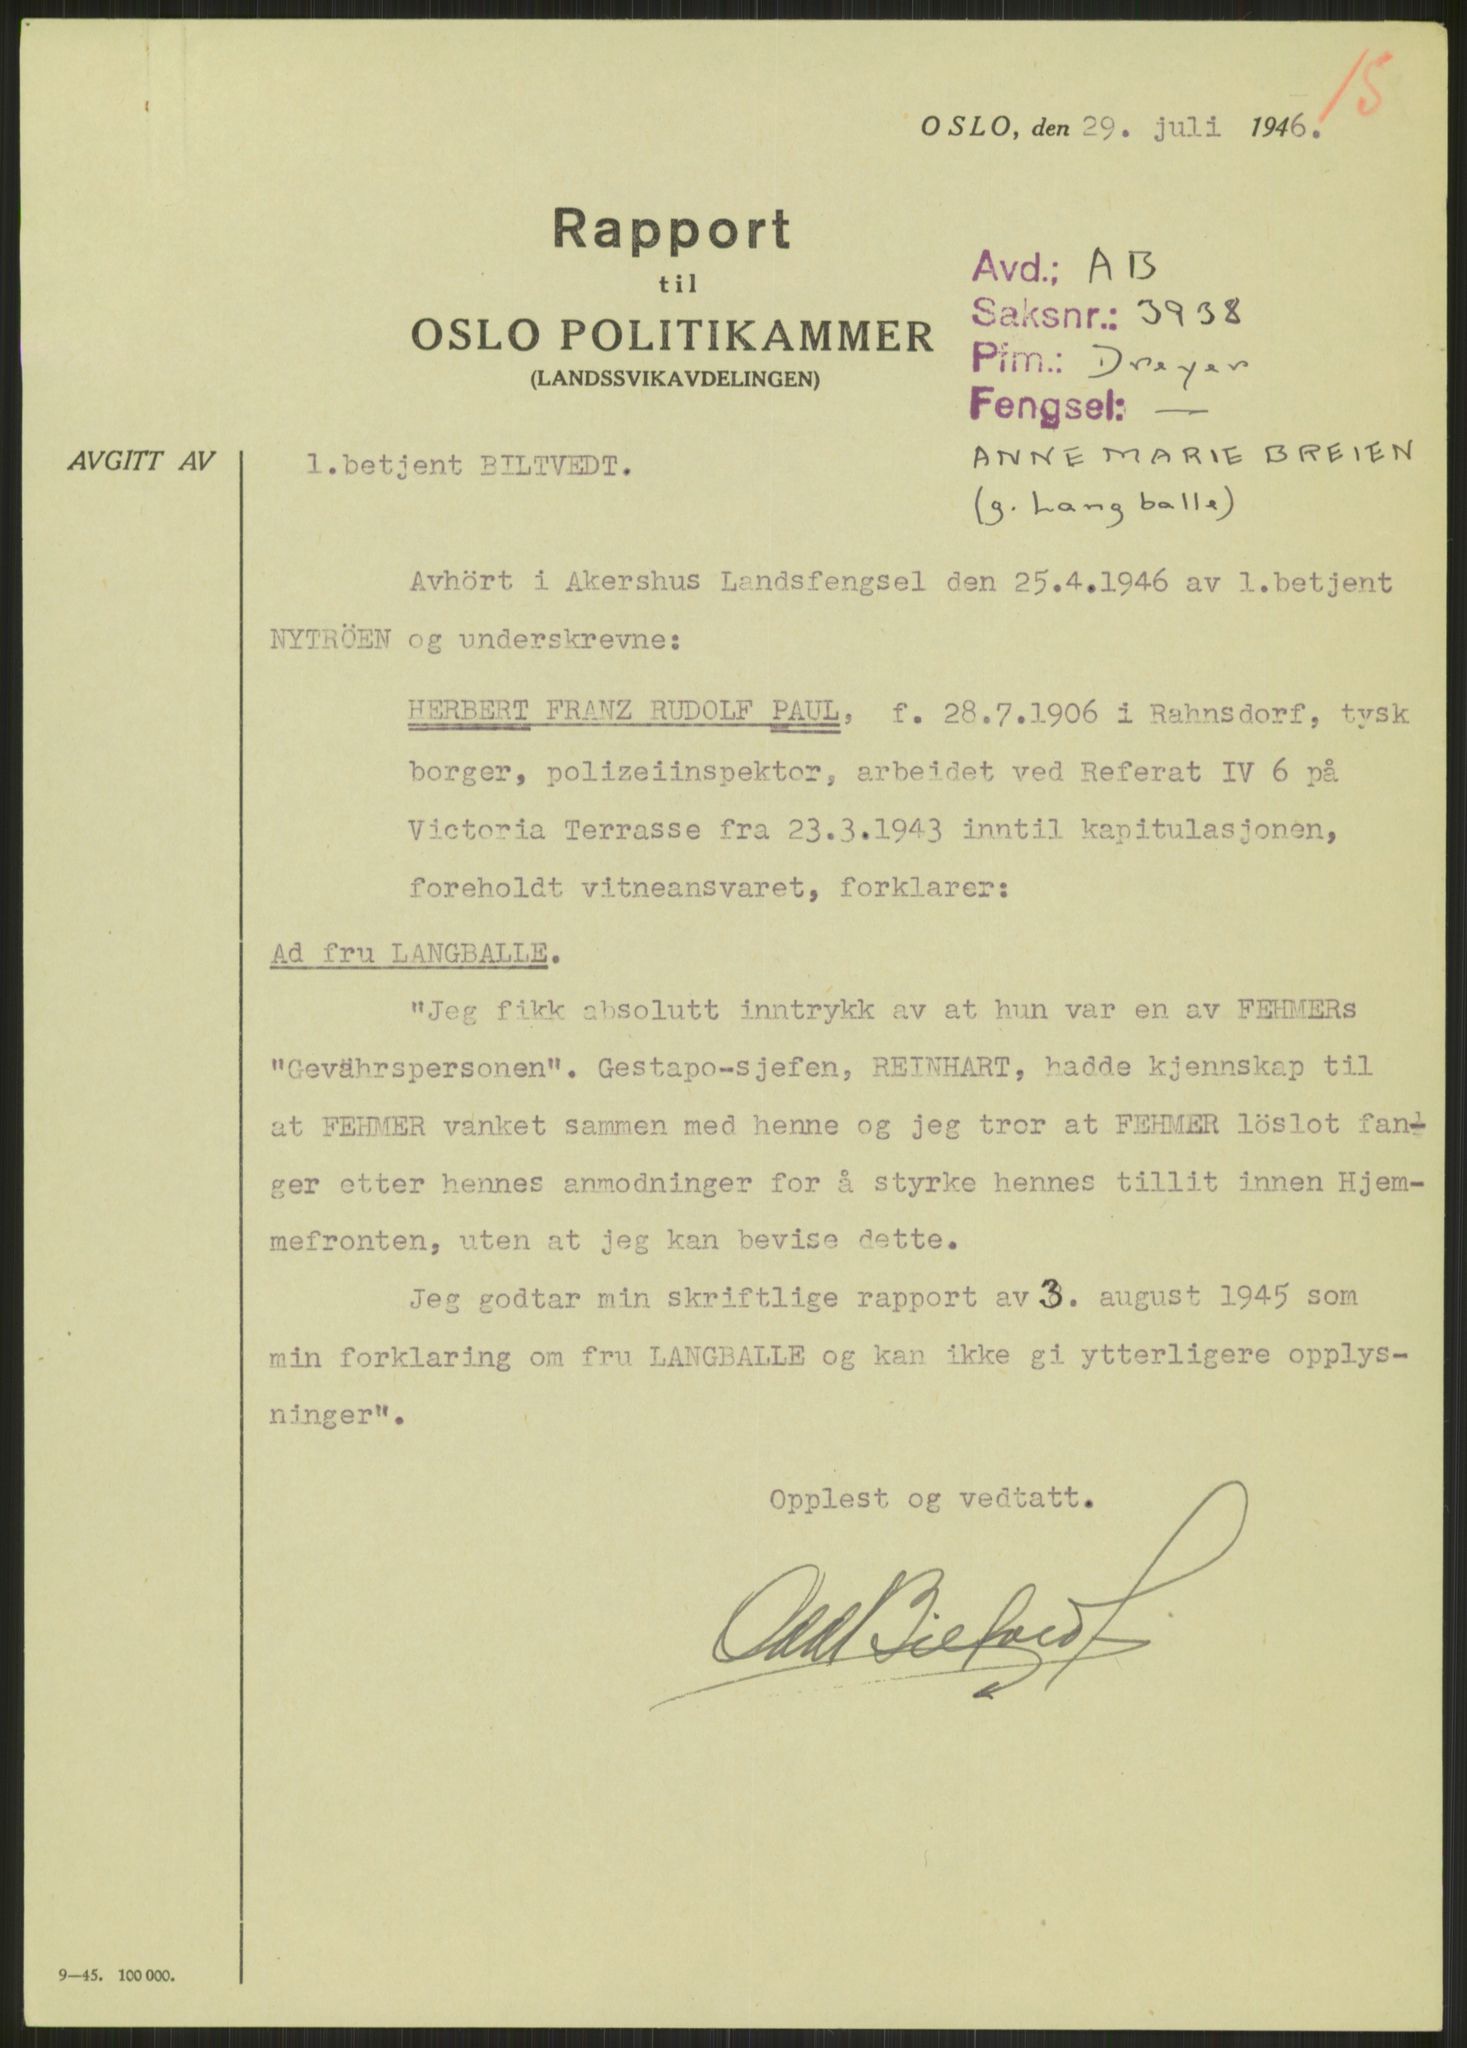 15
OSLO, den 29. juli 1946.
Rapport
til
OSLO POLITIKAMMER
(LANDSSVIKAVDELINGEN)
Avd.; AB
Saksnr.: 3938
Pfm.: Dreyer
Fengsel: —
ANNE MARIE BREIEN
(g. Langballe)
AVGITT AV
1.betjent BILTVEDT.
Avhört i Akershus Landsfengsel den 25.4.1946 av 1.betjent
NYTRÖEN og underskrevne:
HERBERT FRANZ RUDOLF PAUL, f. 28.7.1906 i Rahnsdorf, tysk
borger, polizeiinspektor, arbeidet ved Referat IV 6 på
Victoria Terrasse fra 23.3.1943 inntil kapitulasjonen,
foreholdt vitneansvaret, forklarer:
Ad fru LANGBALLE.
"Jeg fikk absolutt inntrykk av at hun var en av FEHMERs
"Gevährspersonen". Gestapo-sjefen, REINHART, hadde kjennskap til
at FEHMER vanket sammen med henne og jeg tror at FEHMER löslot fan-
ger etter hennes anmodninger for å styrke hennes tillit innen Hjem-
mefronten, uten at jeg kan bevise dette.
Jeg godtar min skriftlige rapport av 3. august 1945 som
min forklaring om fru LANGBALLE og kan ikke gi ytterligere opplys-
ninger".
Opplest og vedtatt.
Odd Biltvedt
9—45. 100 000.